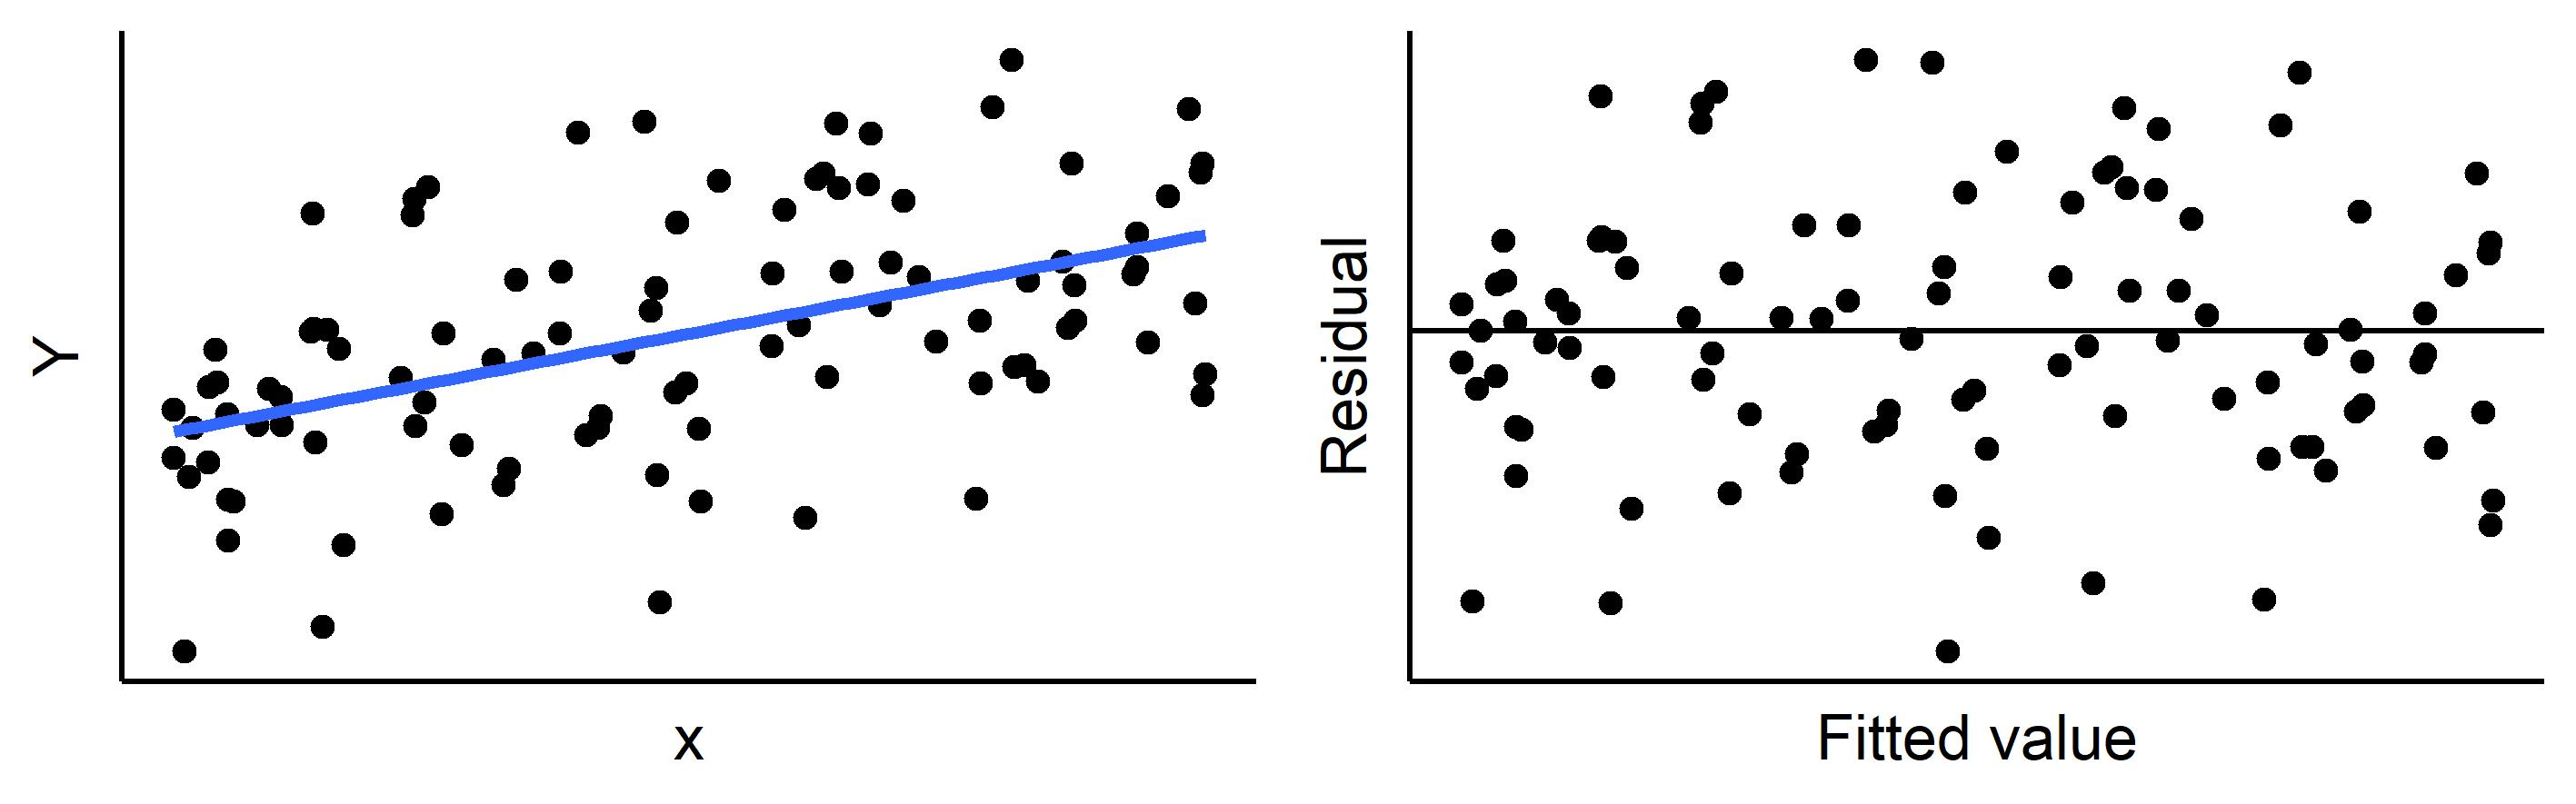 Y
x
Residual
Fitted value